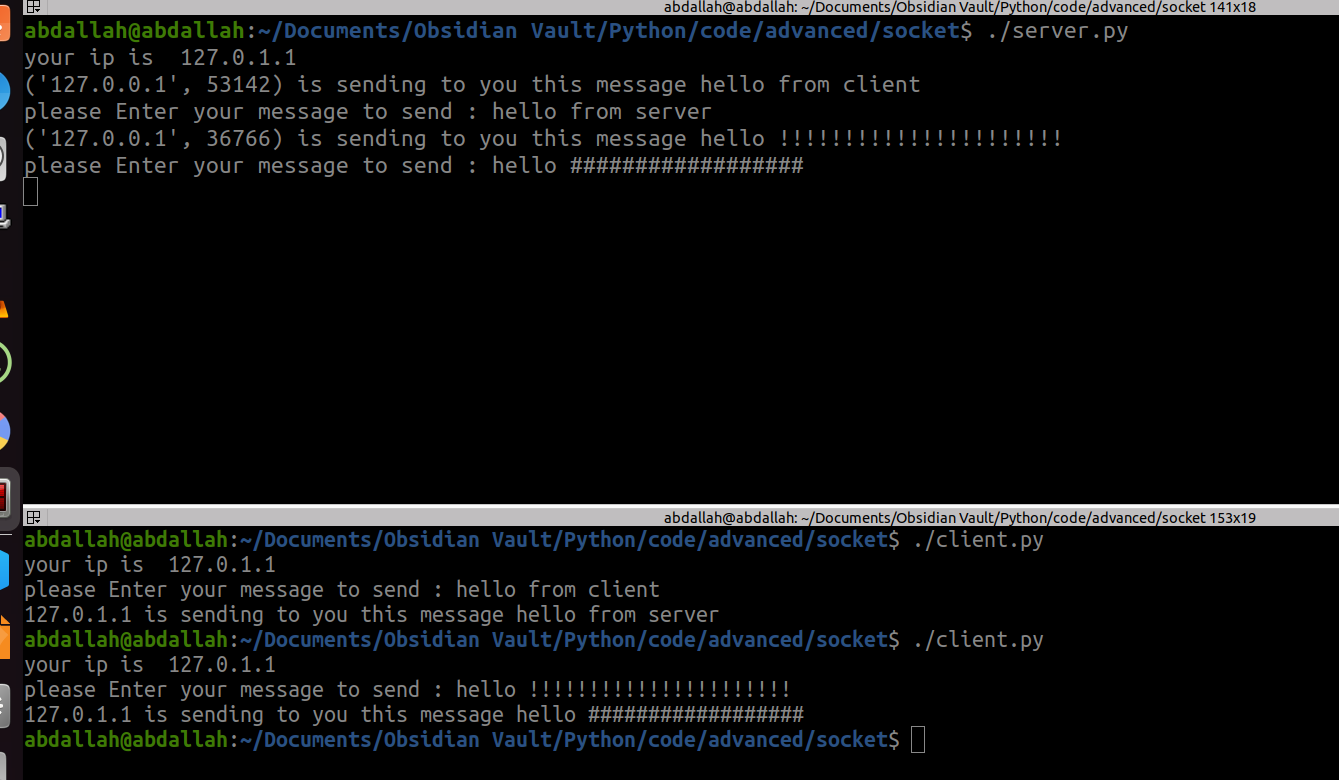 abdallah@abdallah: ~/Documents/Obsidian Vault/Python/code/advanced/socket 141x18
abdallah@abdallah:~/Documents/Obsidian Vault/Python/code/advanced/socket$ ./server.py
your ip is  127.0.1.1
('127.0.0.1', 53142) is sending to you this message hello from client
please Enter your message to send : hello from server
('127.0.0.1', 36766) is sending to you this message hello !!!!!!!!!!!!!!!!!!!!!!
please Enter your message to send : hello ##################
abdallah@abdallah: ~/Documents/Obsidian Vault/Python/code/advanced/socket 153x19
abdallah@abdallah:~/Documents/Obsidian Vault/Python/code/advanced/socket$ ./client.py
your ip is  127.0.1.1
please Enter your message to send : hello from client
127.0.1.1 is sending to you this message hello from server
abdallah@abdallah:~/Documents/Obsidian Vault/Python/code/advanced/socket$ ./client.py
your ip is  127.0.1.1
please Enter your message to send : hello !!!!!!!!!!!!!!!!!!!!!!
127.0.1.1 is sending to you this message hello ##################
abdallah@abdallah:~/Documents/Obsidian Vault/Python/code/advanced/socket$